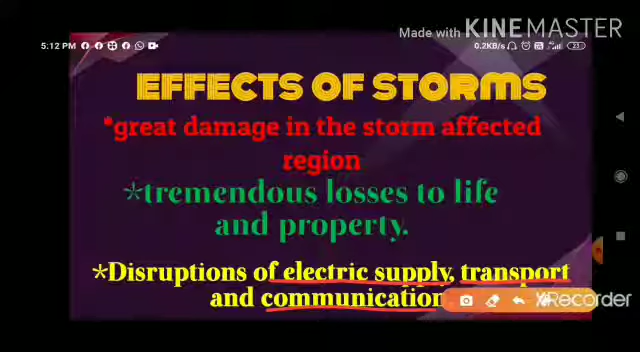 Made with KINEMASTER
5:12 PM
0.2KB/s
23
EFFECTS OF STORMS
*great damage in the storm affected
region
*tremendous losses to life
and property.
*Disruptions of electric supply, transport
and communication
XRecorder